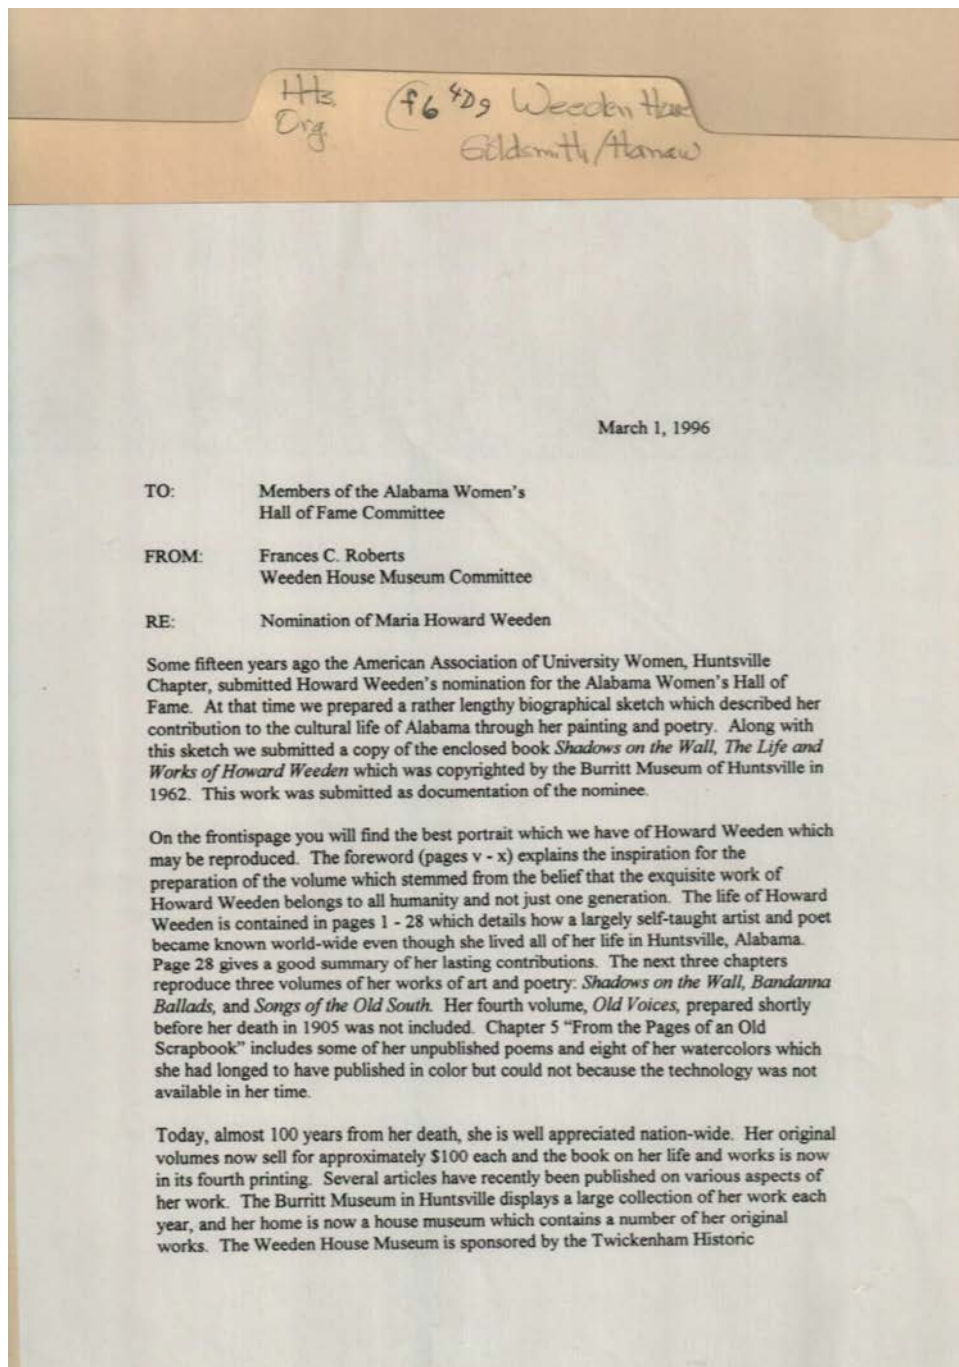 Hts. (f6 4D9 Weeden House
Org. Goldsmith/
March 1, 1996
TO: Members of the Alabama Women's
Hall of Fame Committee
FROM: Frances C. Roberts
Weeden House Museum Committee
RE: Nomination of Maria Howard Weeden
Some fifteen years ago the American Association of University Women, Huntsville
Chapter, submitted Howard Weeden's nomination for the Alabama Women's Hall of
Fame. At that time we prepared a rather lengthy biographical sketch which described her
contribution to the cultural life of Alabama through her painting and poetry. Along with
this sketch we submitted a copy of the enclosed book Shadows on the Wall, The Life and
Works of Howard Weeden which was copyrighted by the Burritt Museum of Huntsville in
1962. This work was submitted as documentation of the nominee.
On the frontispage you will find the best portrait which we have of Howard Weeden which
may be reproduced. The foreword (pages v - x) explains the inspiration for the
preparation of the volume which stemmed from the belief that the exquisite work of
Howard Weeden belongs to all humanity and not just one generation. The life of Howard
Weeden is contained in pages 1 - 28 which details how a largely self-taught artist and poet
became known world-wide even though she lived all of her life in Huntsville, Alabama.
Page 28 gives a good summary of her lasting contributions. The next three chapters
reproduce three volumes of her works of art and poetry: Shadows on the Wall, Bandanna
Ballads, and Songs of the Old South. Her fourth volume, Old Voices, prepared shortly
before her death in 1905 was not included. Chapter 5 "From the Pages of an Old
Scrapbook" includes some of her unpublished poems and eight of her watercolors which
she had longed to have published in color but could not because the technology was not
available in her time.
Today, almost 100 years from her death, she is well appreciated nation-wide. Her original
volumes now sell for approximately $100 each and the book on her life and works is now
in its fourth printing. Several articles have recently been published on various aspects of
her work. The Burritt Museum in Huntsville displays a large collection of her work each
year, and her home is now a house museum which contains a number of her original
works. The Weeden House Museum is sponsored by the Twickenham Historic